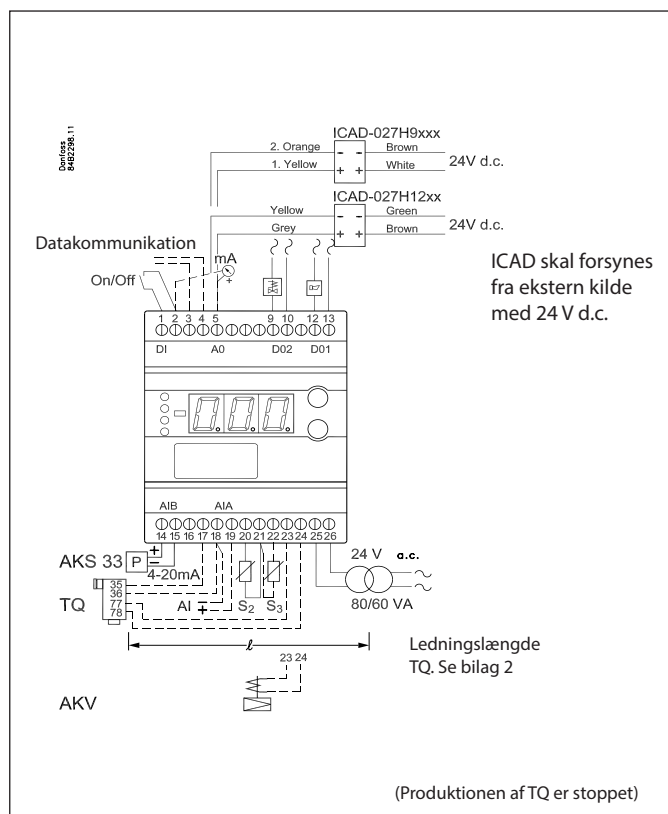 Danfoss
84B2298.11
ICAD-027H9xxx
2. Orange
- -
Brown
1. Yellow
+ +
White
24V d.c.
ICAD-027H12xx
Yellow
- -
Green
Grey
+ +
Brown
24V d.c.
Datakommunikation
mA
+
On/Off
ICAD skal forsynes
fra ekstern kilde
med 24 V d.c.
1 2 3 4 5 9 10 12 13
DI A0 D02 D01
0.0.0
AIB AIA
14 15 16 17 18 19 20 21 22 23 24 25 26
AKS 33 P + −
4-20mA
24 V a.c.
80/60 VA
TQ
35
36
77
78
AI − +
S2 S3
ℓ
Ledningslængde
TQ. Se bilag 2
23 24
AKV
(Produktionen af TQ er stoppet)